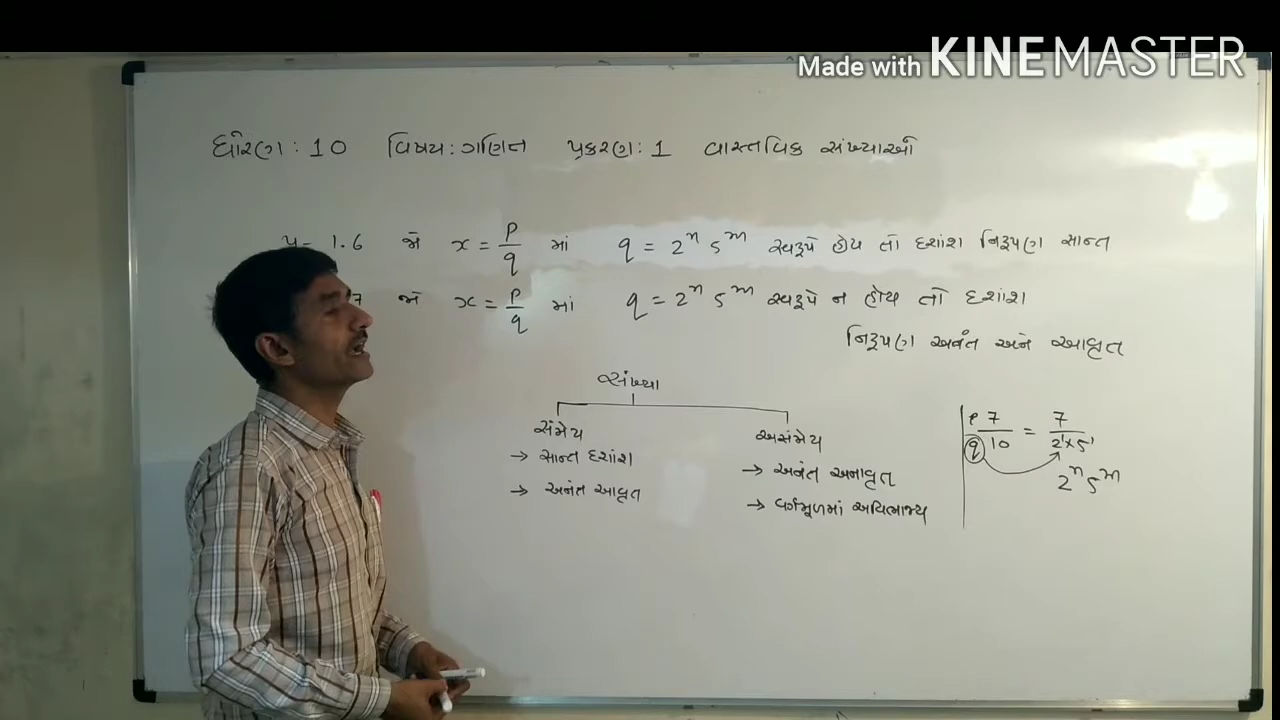 Made with KINEMASTER
ધોરણ : 10 વિષય : ગણિત પ્રકરણ : 1 વાસ્તવિક સંખ્યાઓ
પ્ર- 1.6 જો x = p/q માં q = 2ⁿ 5ᵐ સ્વરૂપે હોય તો દશાંશ નિરૂપણ સાન્ત
7 જો x = p/q માં q = 2ⁿ 5ᵐ સ્વરૂપે ન હોય તો દશાંશ
નિરૂપણ અનંત અને આવૃત
સંખ્યા
સંમેય
→ સાન્ત દશાંશ
→ અનંત આવૃત
અસંમેય
→ અનંત અનાવૃત
→ વર્ગમૂળમાં અવિભાજ્ય
p 7 / q 10 = 7 / 2¹×5¹
2ⁿ 5ᵐ